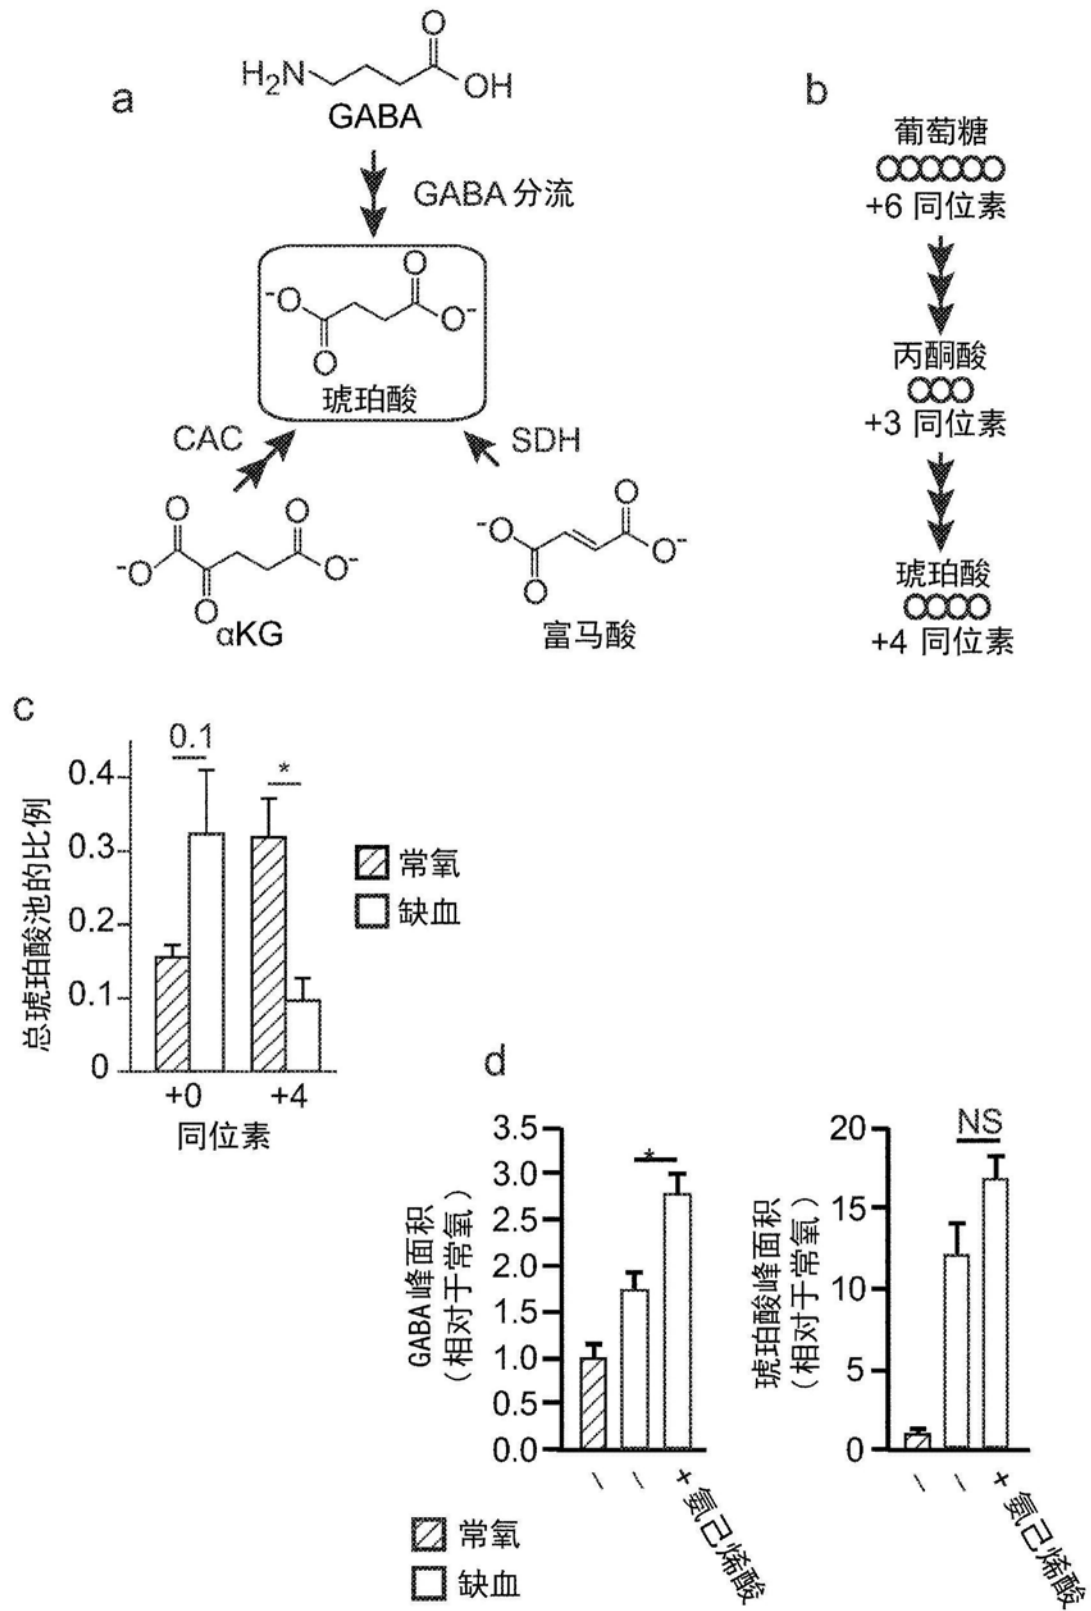 a
H₂N
O
OH
GABA
GABA 分流
⁻O
O
O
O⁻
琥珀酸
CAC
SDH
O
O
⁻O
O
O⁻
αKG
O
⁻O
O
O⁻
富马酸
b
葡萄糖
+6 同位素
丙酮酸
+3 同位素
琥珀酸
+4 同位素
c
总琥珀酸池的比例
0.4
0.3
0.2
0.1
0
0.1
*
+0
+4
同位素
常氧
缺血
d
GABA 峰面积
（相对于常氧）
3.5
3.0
2.5
2.0
1.5
1.0
0.5
0.0
*
−
−
+ 氨己烯酸
琥珀酸峰面积
（相对于常氧）
20
15
10
5
0
NS
−
−
+ 氨己烯酸
常氧
缺血